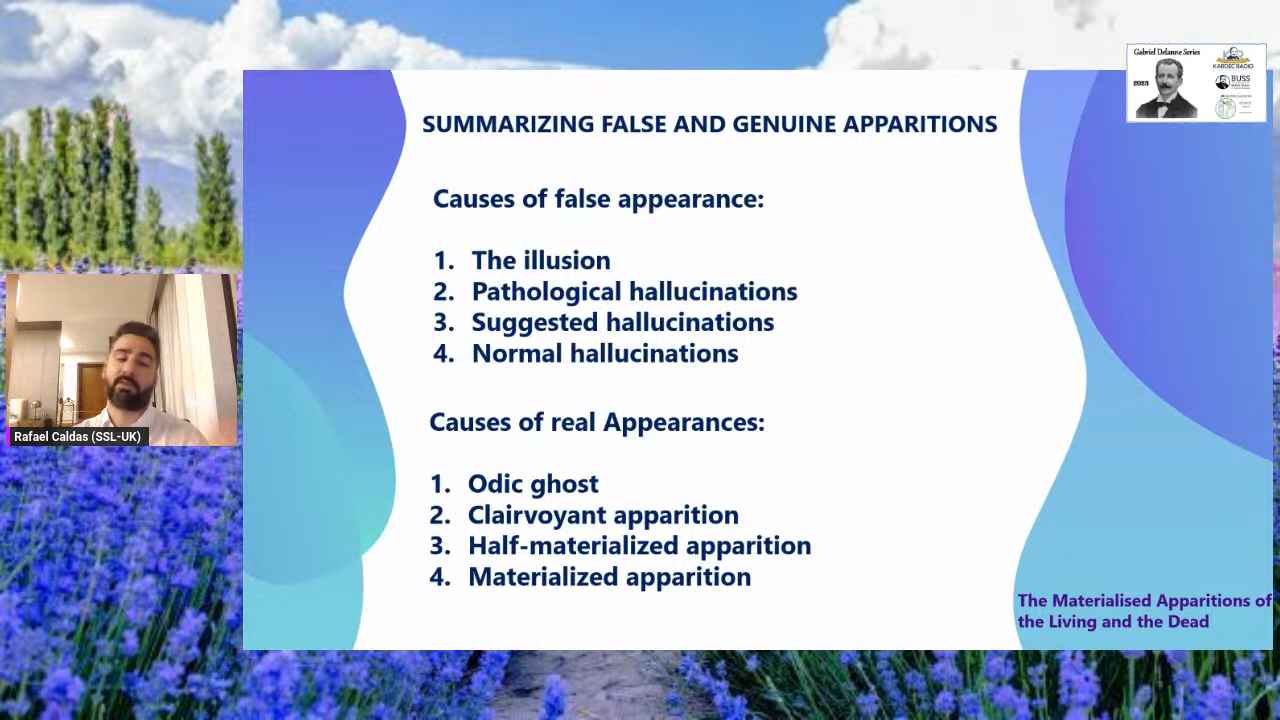 Gabriel Delanne Series
2023
KARDEC RADIO
BUSS
SUMMARIZING FALSE AND GENUINE APPARITIONS
Causes of false appearance:
1. The illusion
2. Pathological hallucinations
3. Suggested hallucinations
4. Normal hallucinations
Causes of real Appearances:
1. Odic ghost
2. Clairvoyant apparition
3. Half-materialized apparition
4. Materialized apparition
Rafael Caldas (SSL-UK)
The Materialised Apparitions of
the Living and the Dead